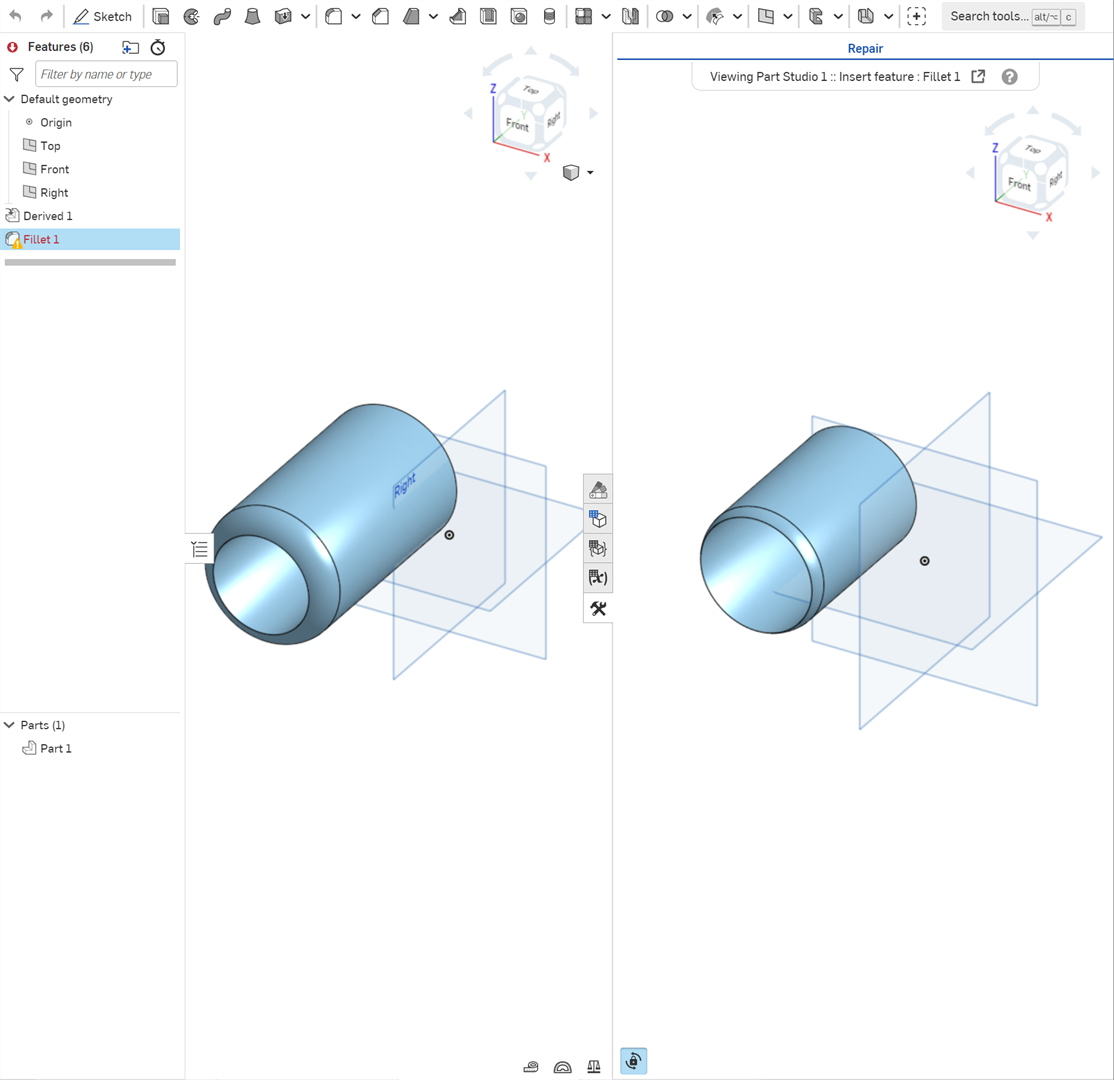 Sketch
Search tools... alt/⌥ c
Features (6)
Filter by name or type
Default geometry
Origin
Top
Front
Right
Derived 1
Fillet 1
Parts (1)
Part 1
Z
Top
Y
Front
Right
X
Right
(x)
Repair
Viewing Part Studio 1 :: Insert feature : Fillet 1
?
Z
Top
Y
Front
Right
X